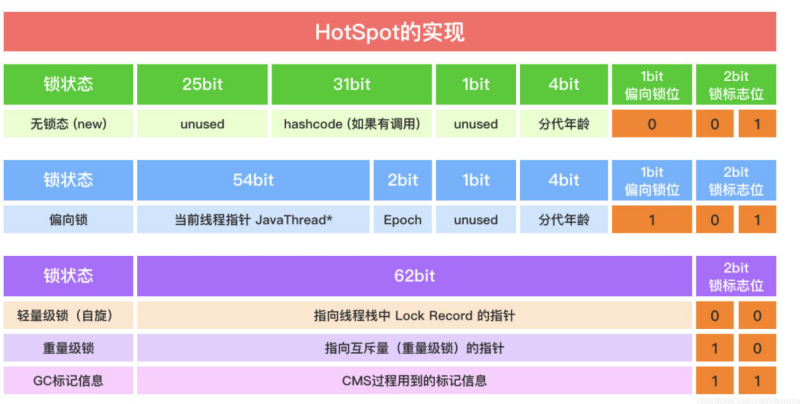 HotSpot的实现
锁状态 25bit 31bit 1bit 4bit 1bit 偏向锁位 2bit 锁标志位
无锁态 (new) unused hashcode (如果有调用) unused 分代年龄 0 0 1
锁状态 54bit 2bit 1bit 4bit 1bit 偏向锁位 2bit 锁标志位
偏向锁 当前线程指针 JavaThread* Epoch unused 分代年龄 1 0 1
锁状态 62bit 2bit 锁标志位
轻量级锁（自旋） 指向线程栈中 Lock Record 的指针 0 0
重量级锁 指向互斥量（重量级锁）的指针 1 0
GC标记信息 CMS过程用到的标记信息 1 1